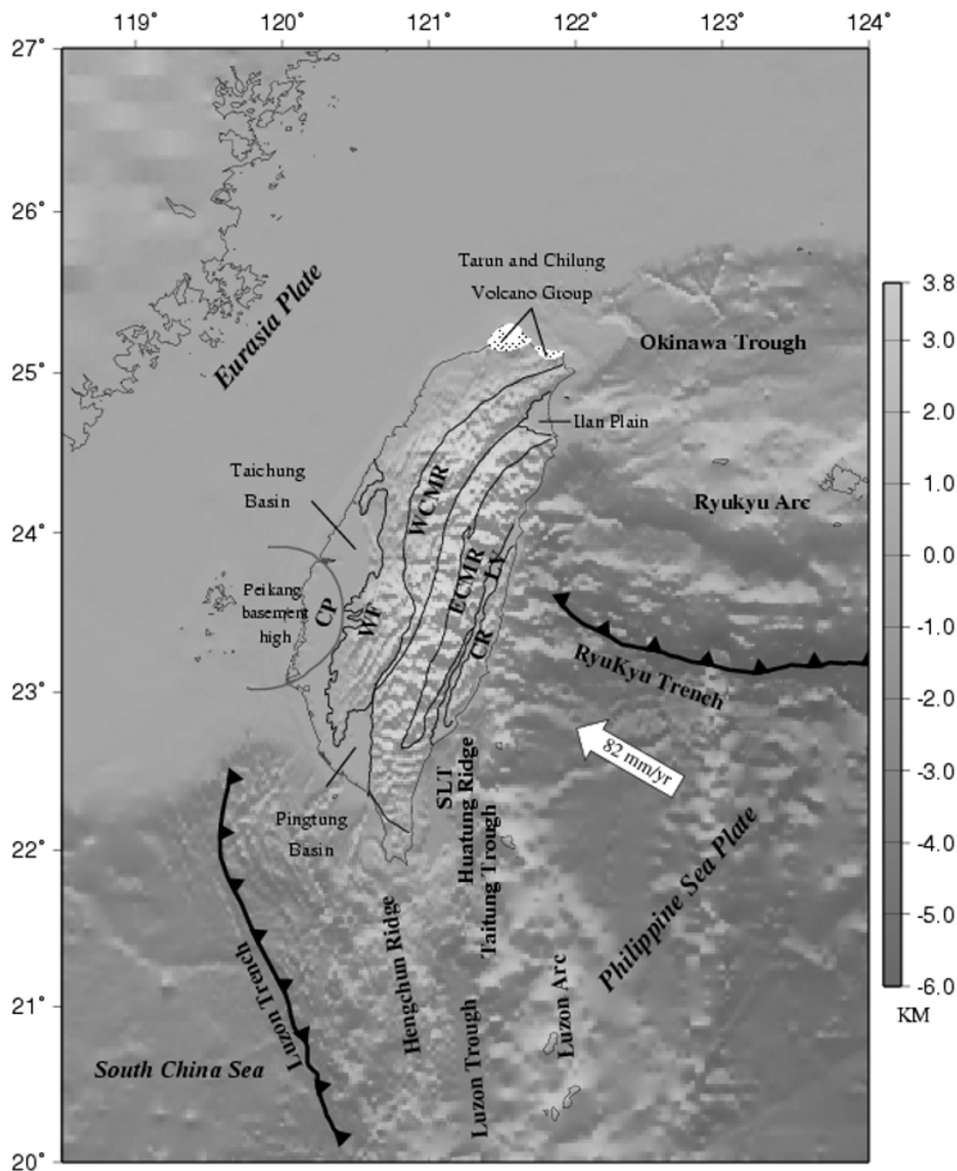 119°
120°
121°
122°
123°
124°
27°
26°
25°
24°
23°
22°
21°
20°
Eurasia Plate
Tarun and Chilung
Volcano Group
Okinawa Trough
Ilan Plain
Taichung
Basin
WCMR
Ryukyu Arc
Peikang
basement
high
CP
WF
ECMR
LV
CR
RyuKyu Trench
82 mm/yr
Pingtung
Basin
SLT
Huatung Ridge
Taitung Trough
Philippine Sea Plate
Luzon Trench
Hengchun Ridge
Luzon Trough
Luzon Arc
South China Sea
3.8
3.0
2.0
1.0
0.0
-1.0
-2.0
-3.0
-4.0
-5.0
-6.0
KM